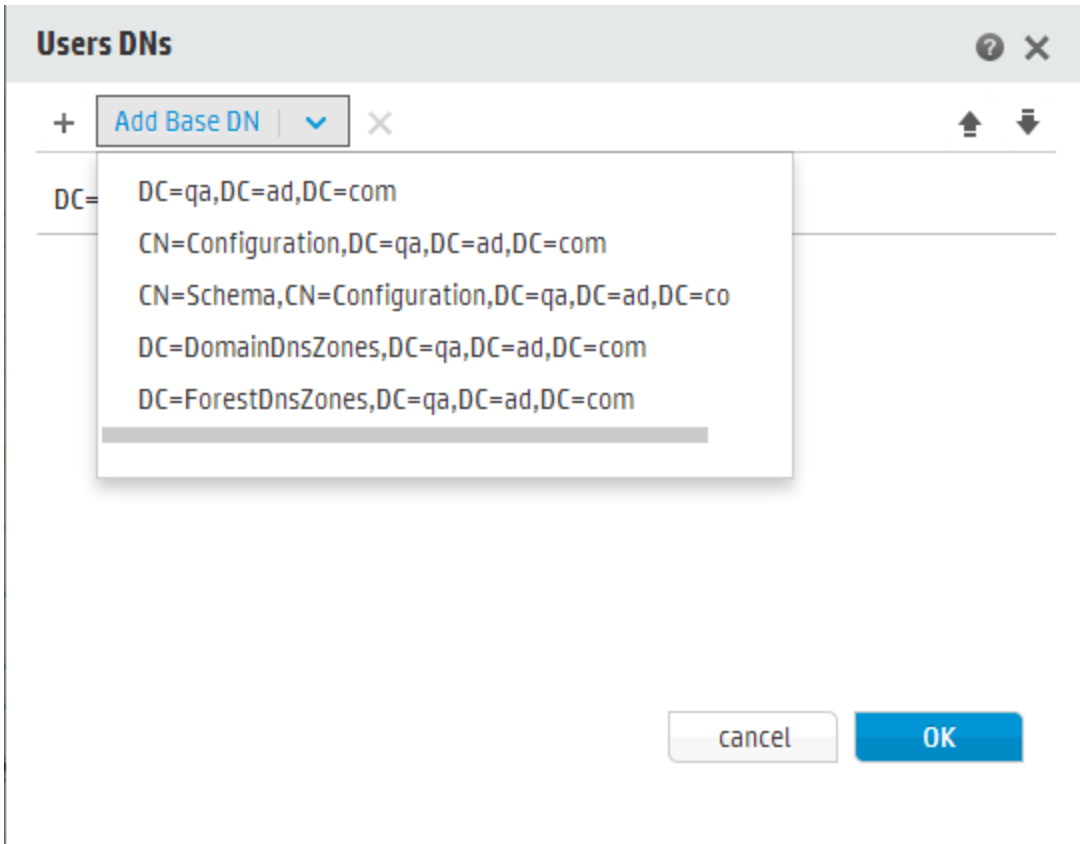 Users DNs
Add Base DN
DC=
DC=qa,DC=ad,DC=com
CN=Configuration,DC=qa,DC=ad,DC=com
CN=Schema,CN=Configuration,DC=qa,DC=ad,DC=co
DC=DomainDnsZones,DC=qa,DC=ad,DC=com
DC=ForestDnsZones,DC=qa,DC=ad,DC=com
cancel
OK